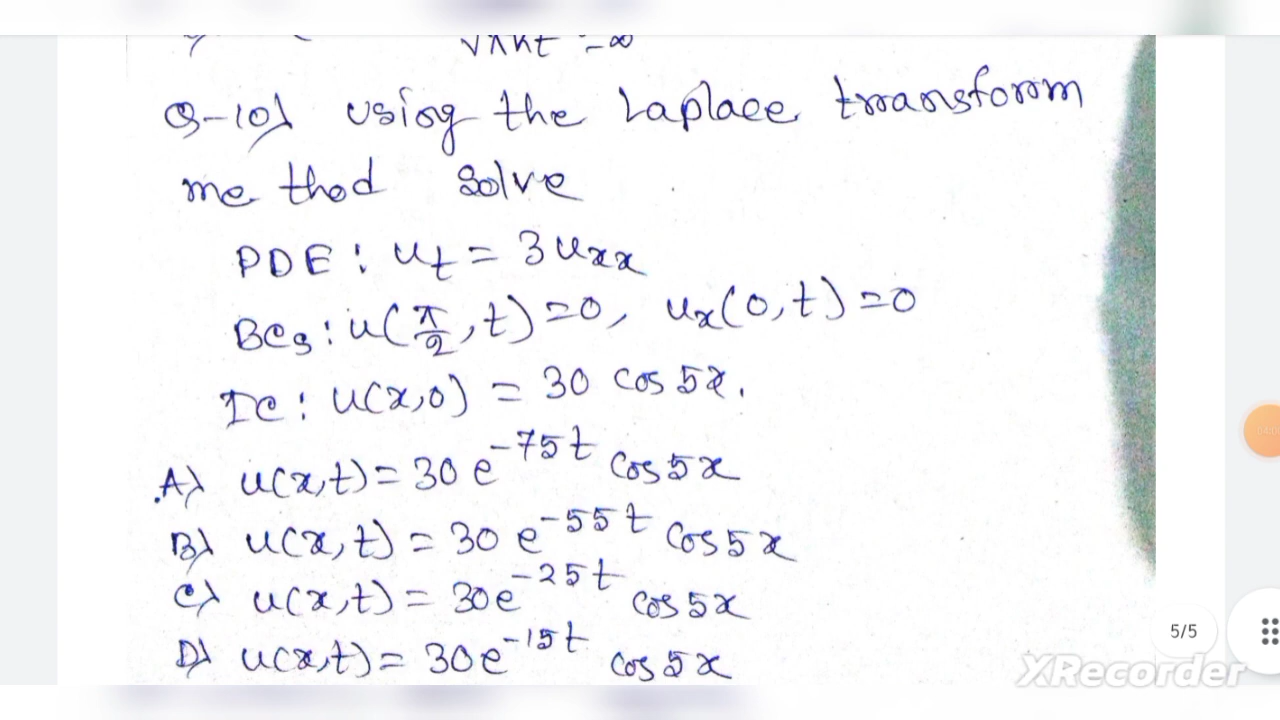 Q-10) Using the Laplace transform
method solve
PDE : u_t = 3u_xx
BCs : u(π/2, t) = 0, u_x(0, t) = 0
IC : u(x,0) = 30 cos 5x.
A) u(x,t) = 30 e^-75t cos 5x
B) u(x,t) = 30 e^-55t cos 5x
C) u(x,t) = 30e^-25t cos 5x
D) u(x,t) = 30e^-15t cos 5x
5/5
XRecorder